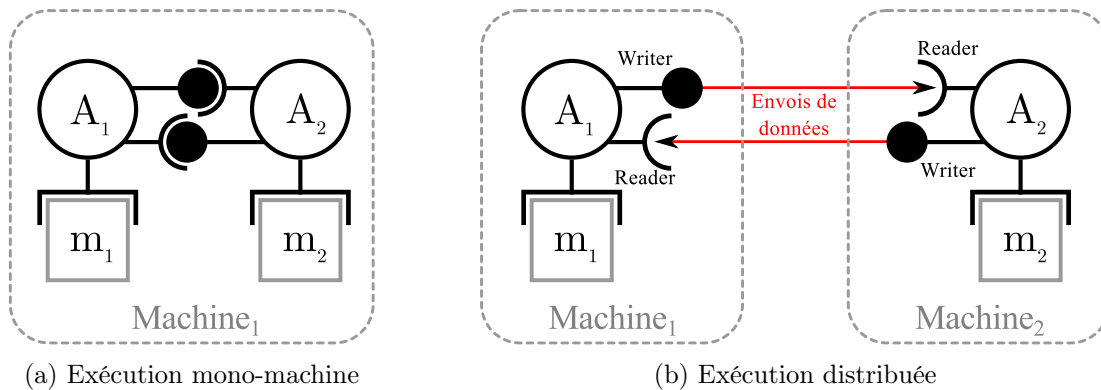 A₁
A₂
m₁
m₂
Machine₁
(a) Exécution mono-machine
Writer
Reader
A₁
Envois de
données
A₂
Reader
Writer
m₁
m₂
Machine₁
Machine₂
(b) Exécution distribuée